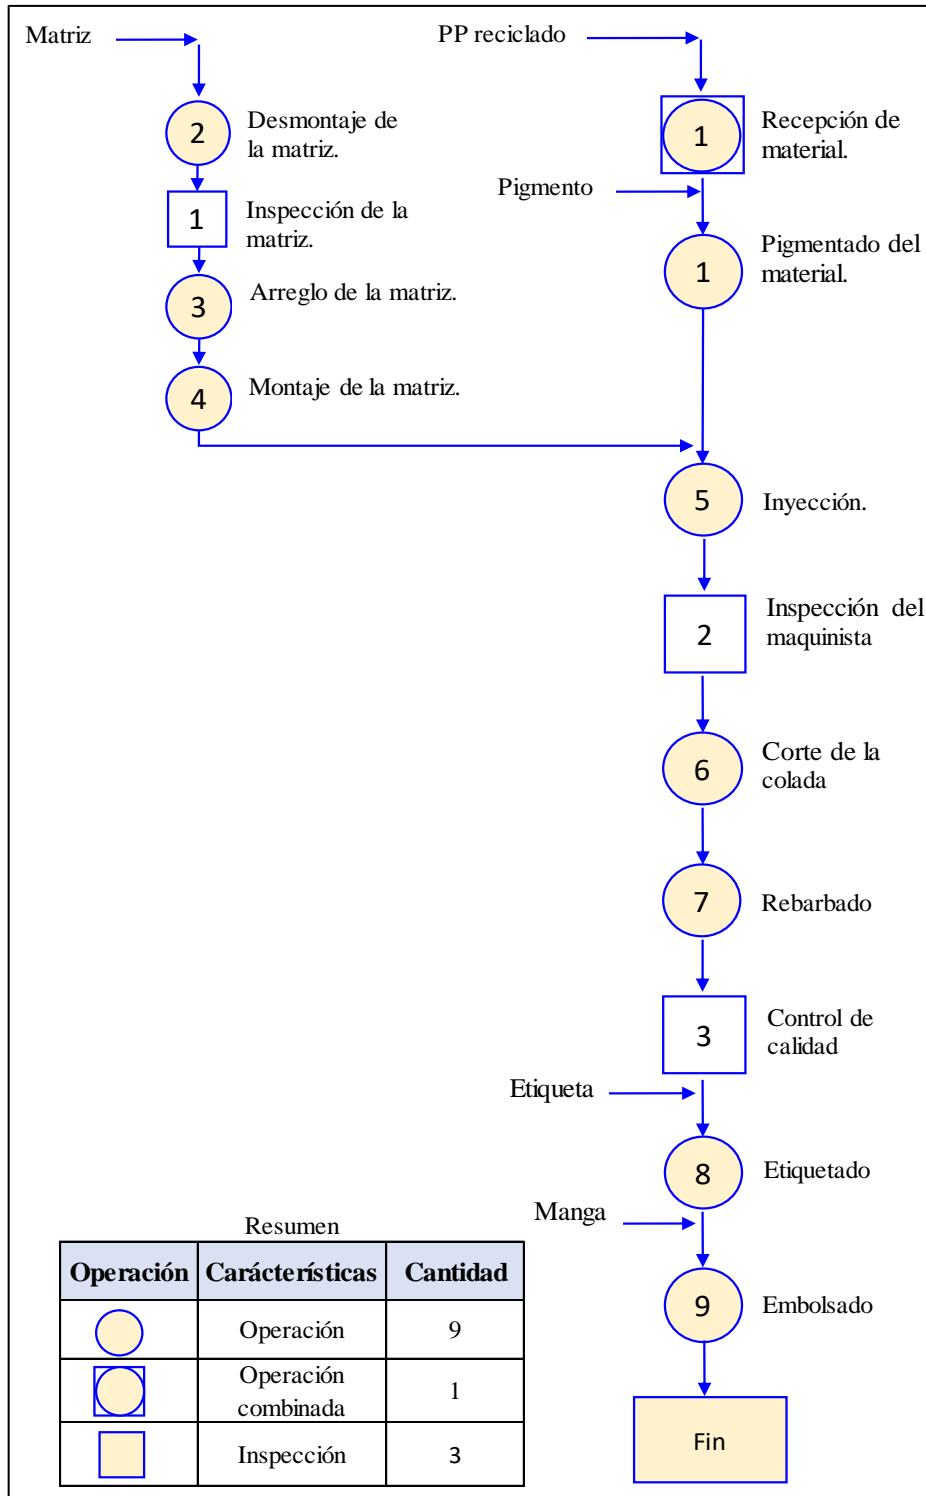 Matriz
PP reciclado
2
Desmontaje de
la matriz.
1
Recepción de
material.
Pigmento
1
Inspección de la
matriz.
1
Pigmentado del
material.
3
Arreglo de la matriz.
4
Montaje de la matriz.
5
Inyección.
2
Inspección del
maquinista
6
Corte de la
colada
7
Rebarbado
3
Control de
calidad
Etiqueta
8
Etiquetado
Manga
9
Embolsado
Fin
Resumen
Operación Carácterísticas Cantidad
Operación 9
Operación
combinada 1
Inspección 3